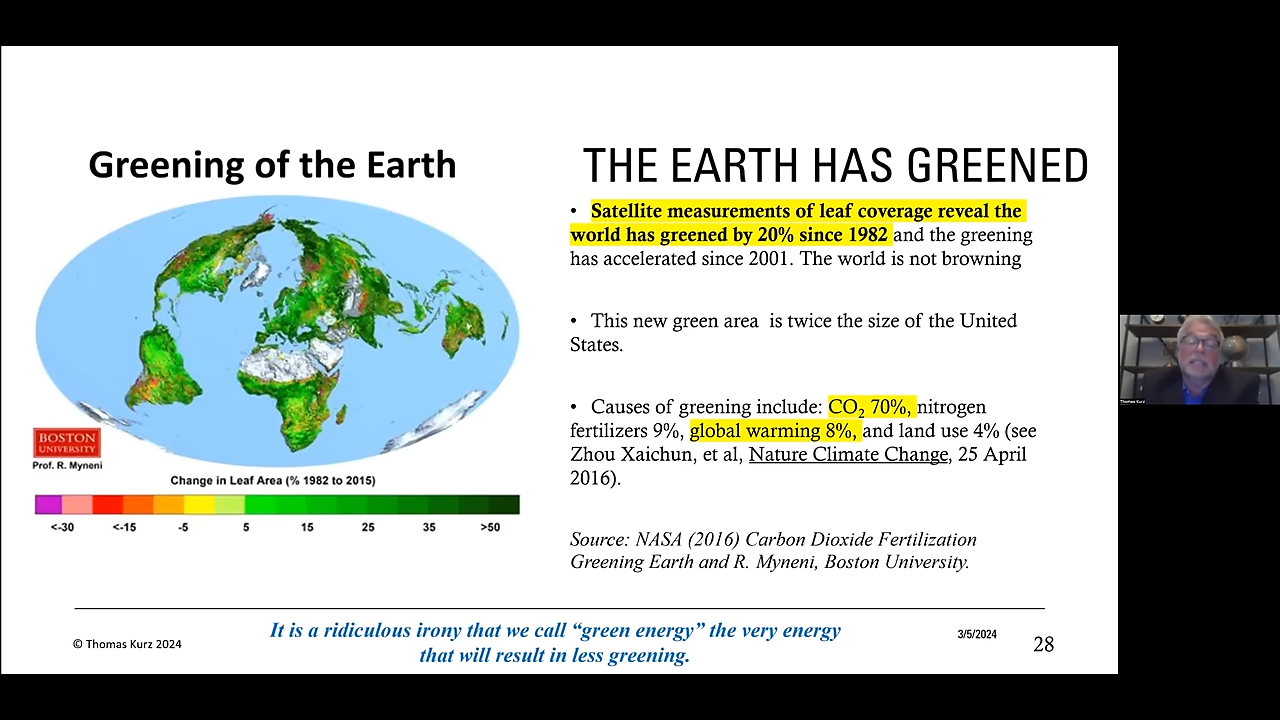 Greening of the Earth
BOSTON
UNIVERSITY
Prof. R. Myneni
Change in Leaf Area (% 1982 to 2015)
<-30 <-15 -5 5 15 25 35 >50
THE EARTH HAS GREENED
• Satellite measurements of leaf coverage reveal the
world has greened by 20% since 1982 and the greening
has accelerated since 2001. The world is not browning
• This new green area is twice the size of the United
States.
• Causes of greening include: CO₂ 70%, nitrogen
fertilizers 9%, global warming 8%, and land use 4% (see
Zhou Xaichun, et al, Nature Climate Change, 25 April
2016).
Source: NASA (2016) Carbon Dioxide Fertilization
Greening Earth and R. Myneni, Boston University.
© Thomas Kurz 2024
It is a ridiculous irony that we call “green energy” the very energy
that will result in less greening.
3/5/2024
28
Thomas Kurz